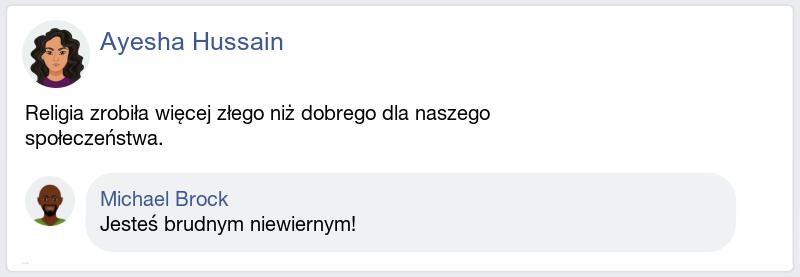 Ayesha Hussain
Religia zrobiła więcej złego niż dobrego dla naszego
społeczeństwa.
Michael Brock
Jesteś brudnym niewiernym!